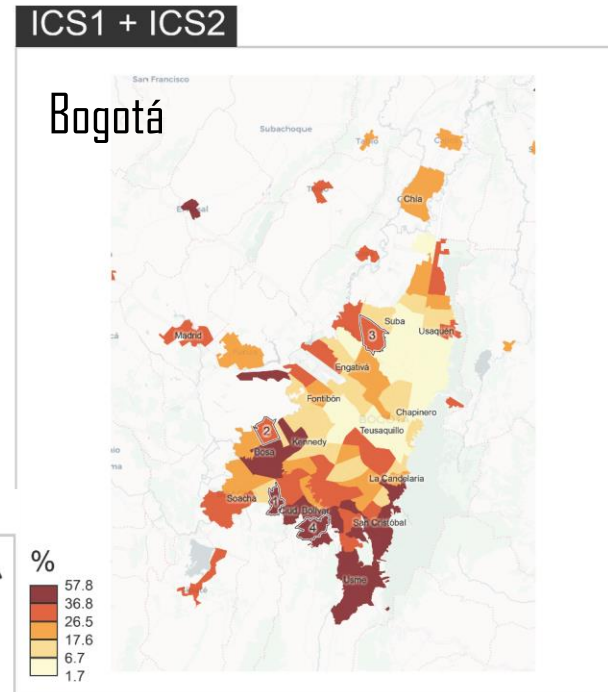 ICS1 + ICS2
Bogotá
San Francisco
Subachoque
Chía
Madrid
Suba
Usaquén
3
Engativá
Fontibón
Chapinero
Teusaquillo
2
Kennedy
Bosa
La Candelaria
Soacha
1
Ciud. Bolívar
San Cristóbal
4
Usme
%
57.8
36.8
26.5
17.6
6.7
1.7